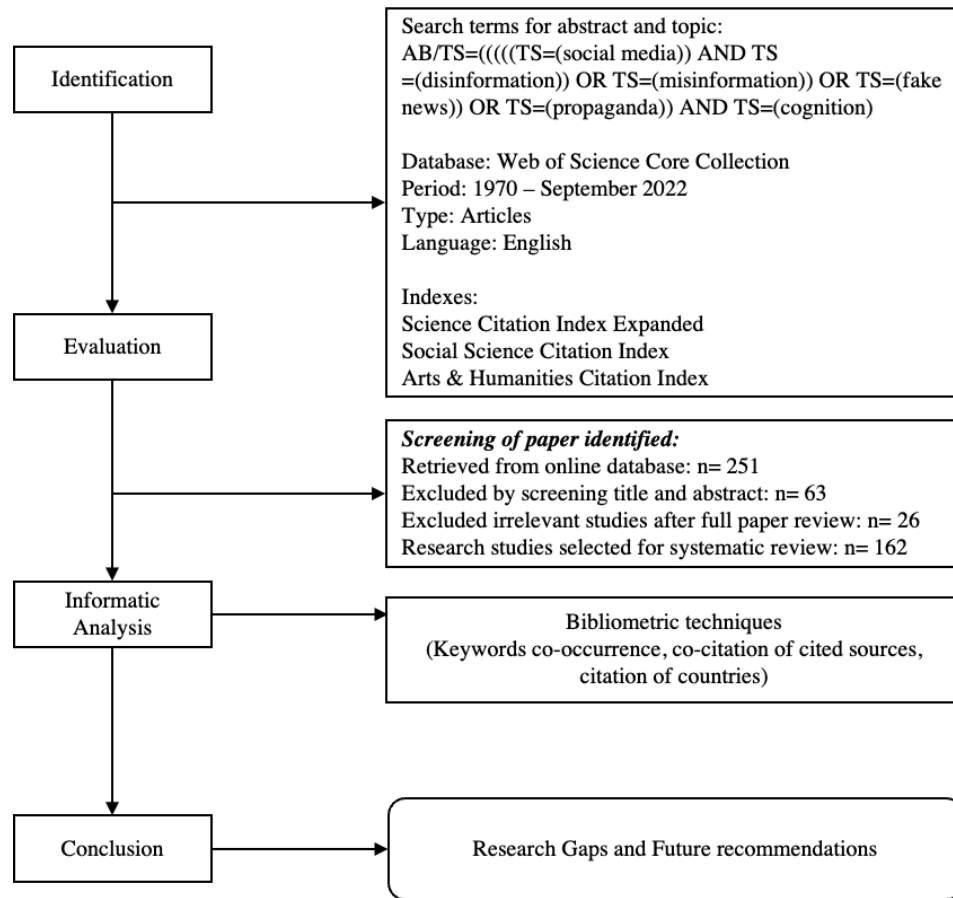 Identification
Search terms for abstract and topic:
AB/TS=(((((TS=(social media)) AND TS
=(disinformation)) OR TS=(misinformation)) OR TS=(fake
news)) OR TS=(propaganda)) AND TS=(cognition)
Database: Web of Science Core Collection
Period: 1970 – September 2022
Type: Articles
Language: English
Indexes:
Science Citation Index Expanded
Social Science Citation Index
Arts & Humanities Citation Index
Evaluation
Screening of paper identified:
Retrieved from online database: n= 251
Excluded by screening title and abstract: n= 63
Excluded irrelevant studies after full paper review: n= 26
Research studies selected for systematic review: n= 162
Informatic
Analysis
Bibliometric techniques
(Keywords co-occurrence, co-citation of cited sources,
citation of countries)
Conclusion
Research Gaps and Future recommendations